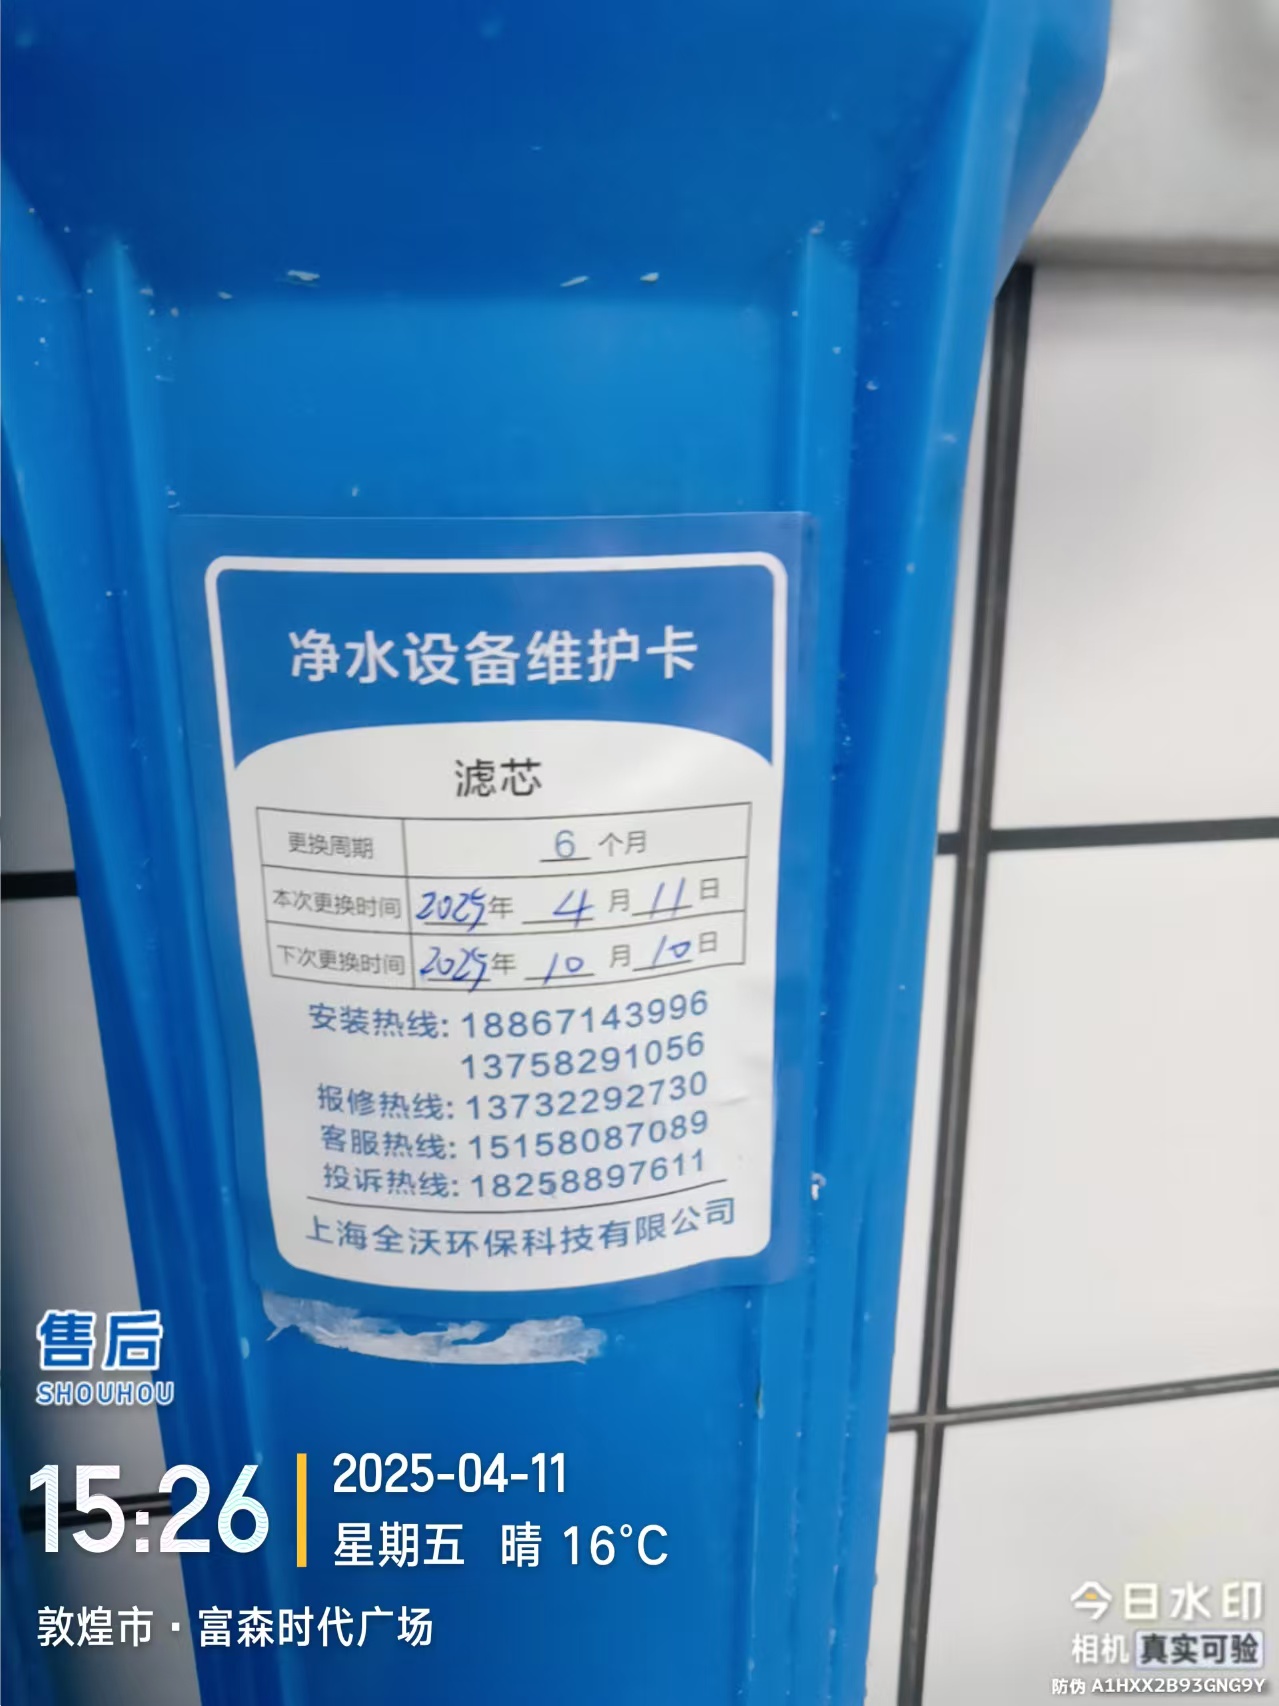 净水设备维护卡
滤芯
更换周期 6 个月
本次更换时间 2025年 4 月 11 日
下次更换时间 2025年 10 月 10 日
安装热线: 18867143996
13758291056
报修热线: 13732292730
客服热线: 15158087089
投诉热线: 18258897611
上海全沃环保科技有限公司
售后
SHOUHOU
15:26
2025-04-11
星期五 晴 16°C
敦煌市·富森时代广场
今日水印
相机 真实可验
防伪 A1HXX2B93GNG9Y